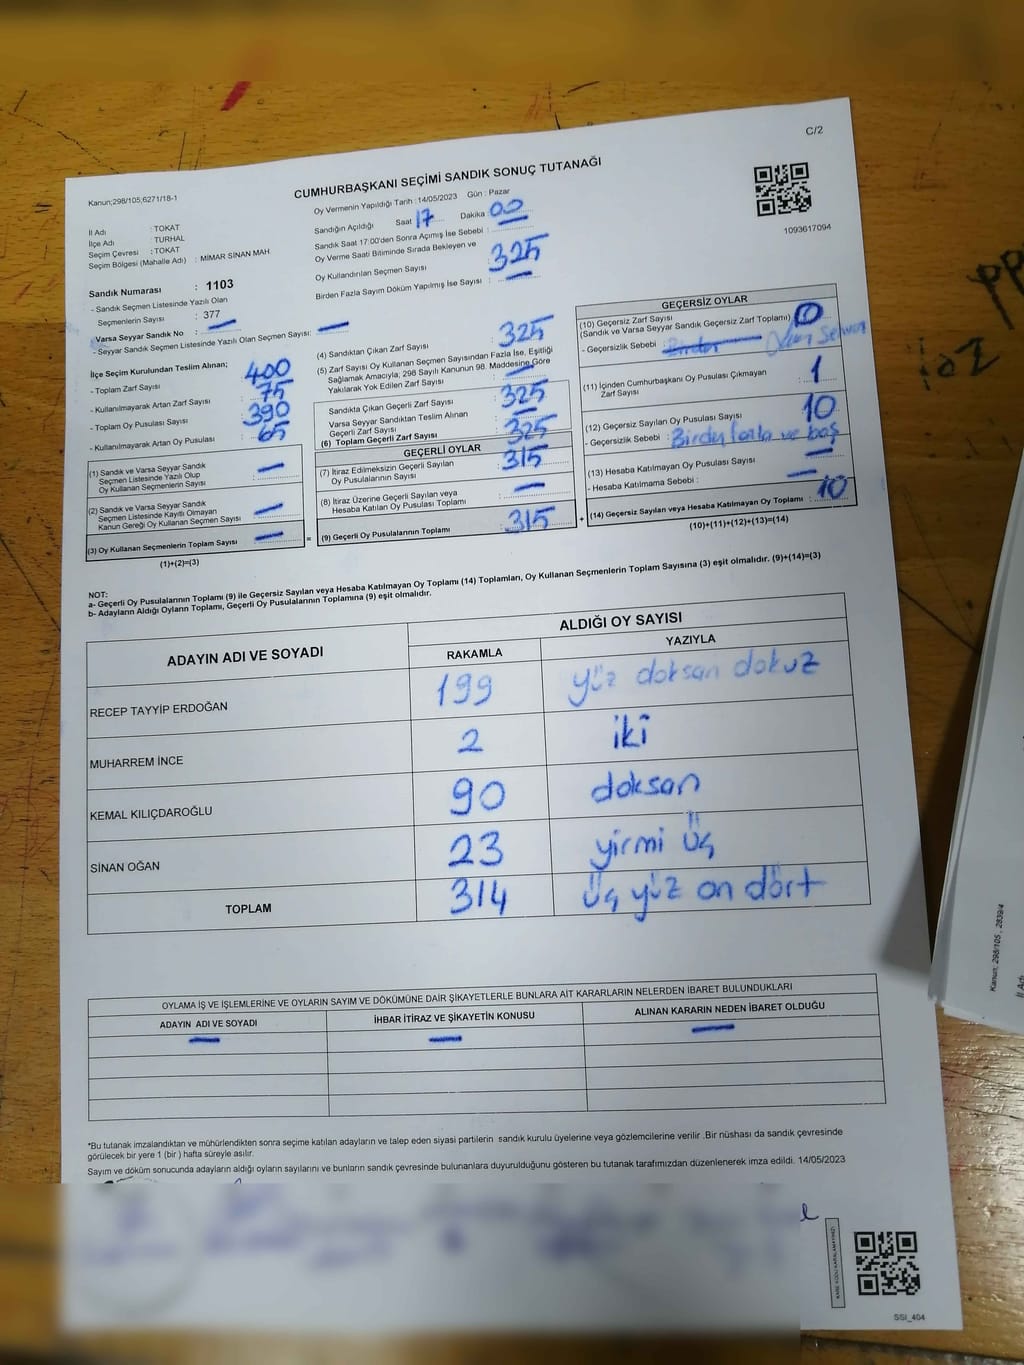 C/2
Kanun;298/105;6271/18-1
CUMHURBAŞKANI SEÇİMİ SANDIK SONUÇ TUTANAĞI
Oy Vermenin Yapıldığı Tarih : 14/05/2023 Gün : Pazar
İl Adı : TOKAT
İlçe Adı : TURHAL
Seçim Çevresi : TOKAT
Seçim Bölgesi (Mahalle Adı) : MİMAR SİNAN MAH
Sandığın Açıldığı Saat 17 Dakika : 00
Sandık Saat 17:00'den Sonra Açımış İse Sebebi :
Oy Verme Saati Bitiminde Sırada Bekleyen ve
Oy Kullandırılan Seçmen Sayısı : 325
Birden Fazla Sayım Döküm Yapılmış İse Sayısı : —
1093617094
Sandık Numarası : 1103
- Sandık Seçmen Listesinde Yazılı Olan
Seçmenlerin Sayısı : 377
Varsa Seyyar Sandık No : —
- Seyyar Sandık Seçmen Listesinde Yazılı Olan Seçmen Sayısı: —
İlçe Seçim Kurulundan Teslim Alınan;
- Toplam Zarf Sayısı : 400
- Kullanılmayarak Artan Zarf Sayısı : 75
- Toplam Oy Pusulası Sayısı : 390
- Kullanılmayarak Artan Oy Pusulası : 65
(1) Sandık ve Varsa Seyyar Sandık
Seçmen Listesinde Yazılı Olup
Oy Kullanan Seçmenlerin Sayısı : —
(2) Sandık ve Varsa Seyyar Sandık
Seçmen Listesinde Kayıtlı Olmayan
Kanun Gereği Oy Kullanan Seçmen Sayısı : —
(3) Oy Kullanan Seçmenlerin Toplam Sayısı : —
(1)+(2)=(3)
=
(4) Sandıktan Çıkan Zarf Sayısı : 325
(5) Zarf Sayısı Oy Kullanan Seçmen Sayısından Fazla İse, Eşitliği
Sağlamak Amacıyla, 298 Sayılı Kanunun 98. Maddesine Göre
Yakılarak Yok Edilen Zarf Sayısı : —
Sandıkta Çıkan Geçerli Zarf Sayısı : 325
Varsa Seyyar Sandıktan Teslim Alınan
Geçerli Zarf Sayısı : —
(6) Toplam Geçerli Zarf Sayısı : 325
GEÇERLİ OYLAR
(7) İtiraz Edilmeksizin Geçerli Sayılan
Oy Pusulalarının Sayısı : 315
(8) İtiraz Üzerine Geçerli Sayılan veya
Hesaba Katılan Oy Pusulası Toplamı : —
(9) Geçerli Oy Pusulalarının Toplamı : 315
+
GEÇERSİZ OYLAR
(10) Geçersiz Zarf Sayısı
(Sandık ve Varsa Seyyar Sandık Geçersiz Zarf Toplamı) : 0
- Geçersizlik Sebebi :
(11) İçinden Cumhurbaşkanı Oy Pusulası Çıkmayan
Zarf Sayısı : 1
(12) Geçersiz Sayılan Oy Pusulası Sayısı : 10
- Geçersizlik Sebebi : ve boş
(13) Hesaba Katılmayan Oy Pusulası Sayısı : —
- Hesaba Katılmama Sebebi : —
(14) Geçersiz Sayılan veya Hesaba Katılmayan Oy Toplamı : 10
(10)+(11)+(12)+(13)=(14)
NOT:
a- Geçerli Oy Pusulalarının Toplamı (9) ile Geçersiz Sayılan veya Hesaba Katılmayan Oy Toplamı (14) Toplamları, Oy Kullanan Seçmenlerin Toplam Sayısına (3) eşit olmalıdır. (9)+(14)=(3)
b- Adayların Aldığı Oyların Toplamı, Geçerli Oy Pusulalarının Toplamına (9) eşit olmalıdır.
ADAYIN ADI VE SOYADI
ALDIĞI OY SAYISI
RAKAMLA YAZIYLA
RECEP TAYYİP ERDOĞAN 199 yüz doksan dokuz
MUHARREM İNCE 2 iki
KEMAL KILIÇDAROĞLU 90 doksan
SİNAN OĞAN 23 yirmi üç
TOPLAM 314 üç yüz on dört
OYLAMA İŞ VE İŞLEMLERİNE VE OYLARIN SAYIM VE DÖKÜMÜNE DAİR ŞİKAYETLERLE BUNLARA AİT KARARLARIN NELERDEN İBARET BULUNDUKLARI
ADAYIN ADI VE SOYADI İHBAR İTİRAZ VE ŞİKAYETİN KONUSU ALINAN KARARIN NEDEN İBARET OLDUĞU
— — —
*Bu tutanak imzalandıktan ve mühürlendikten sonra seçime katılan adayların ve talep eden siyasi partilerin sandık kurulu üyelerine veya gözlemcilerine verilir .Bir nüshası da sandık çevresinde
görülecek bir yere 1 (bir ) hafta süreyle asılır.
Sayım ve döküm sonucunda adayların aldığı oyların sayılarını ve bunların sandık çevresinde bulunanlara duyurulduğunu gösteren bu tutanak tarafımızdan düzenlenerek imza edildi. 14/05/2023
SSI_404
Kanun; 298/105 , 2839/4
İl Adı